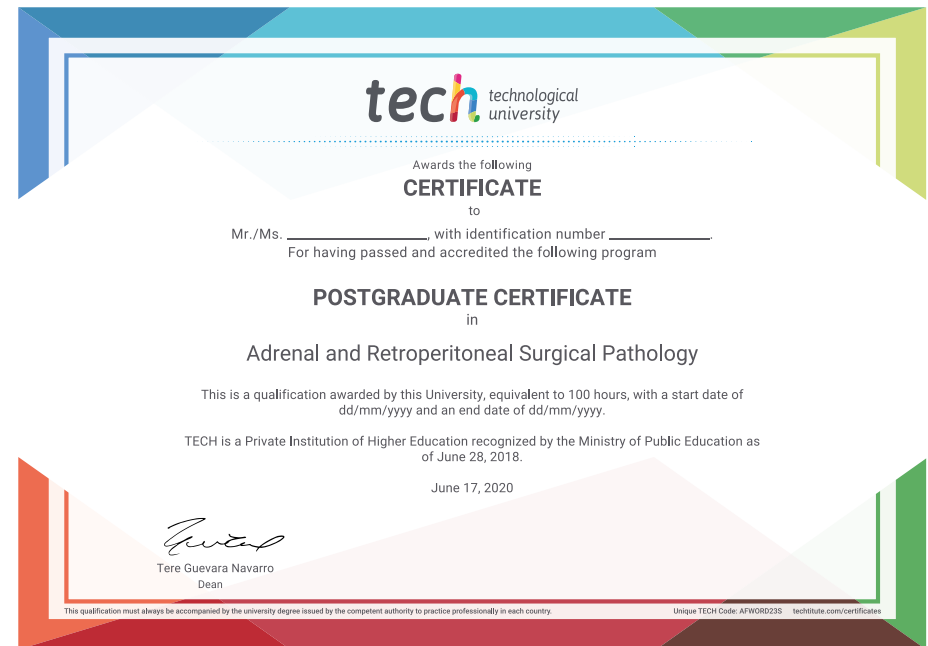 tech technological
university
Awards the following
CERTIFICATE
to
Mr./Ms. ____________________, with identification number ______________.
For having passed and accredited the following program
POSTGRADUATE CERTIFICATE
in
Adrenal and Retroperitoneal Surgical Pathology
This is a qualification awarded by this University, equivalent to 100 hours, with a start date of
dd/mm/yyyy and an end date of dd/mm/yyyy.
TECH is a Private Institution of Higher Education recognized by the Ministry of Public Education as
of June 28, 2018.
June 17, 2020
Tere Guevara Navarro
Dean
This qualification must always be accompanied by the university degree issued by the competent authority to practice professionally in each country.
Unique TECH Code: AFWORD23S techtitute.com/certificates